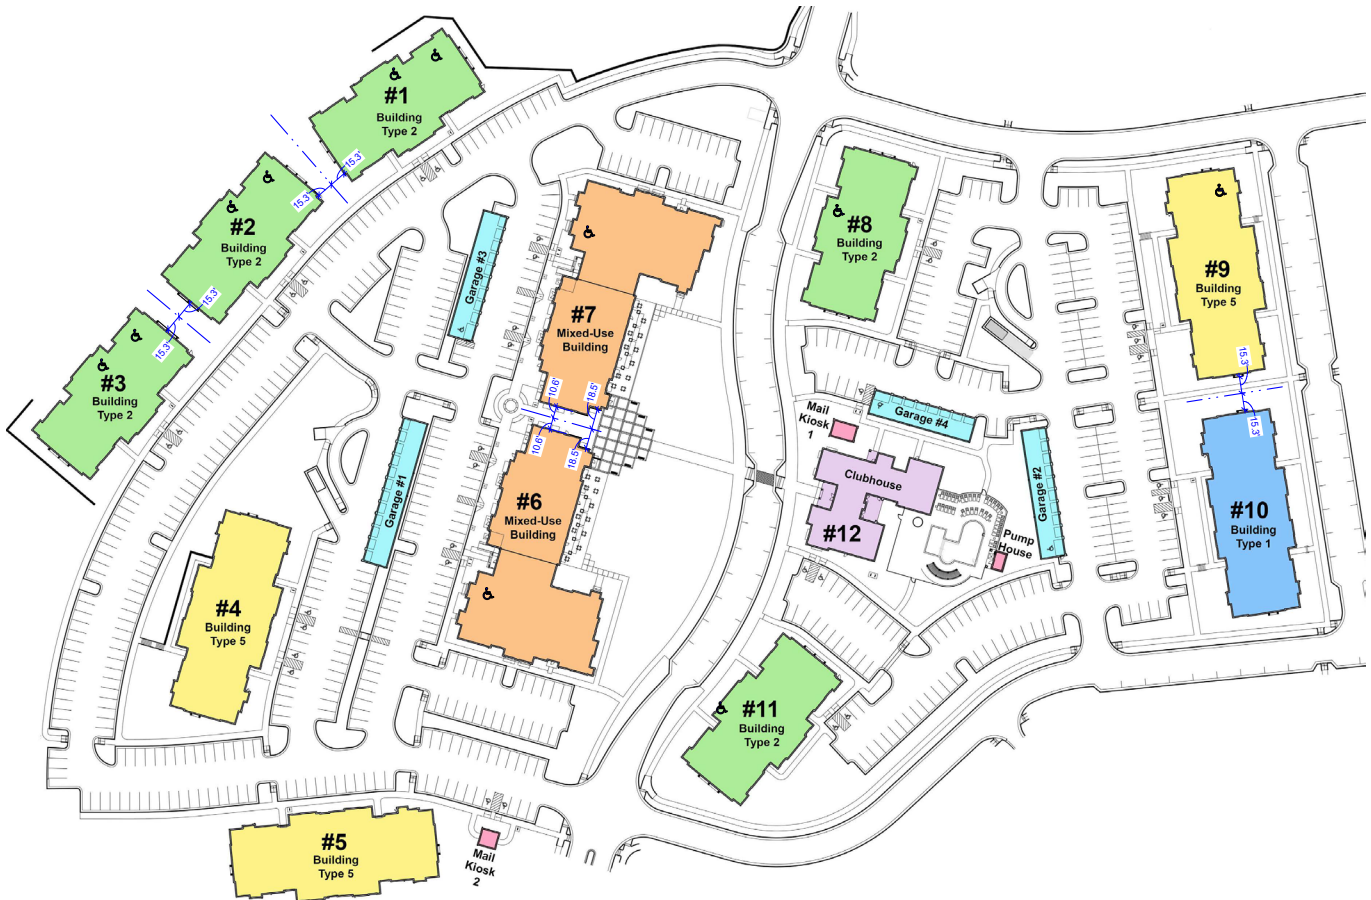 #1
Building
Type 2
15.3'
15.3'
#2
Building
Type 2
15.3'
15.3'
#3
Building
Type 2
Garage #3
#7
Mixed-Use
Building
10.6'
18.5'
10.6'
18.5'
#6
Mixed-Use
Building
Garage #1
#4
Building
Type 5
#5
Building
Type 5
Mail
Kiosk
2
#8
Building
Type 2
#9
Building
Type 5
15.3'
15.3'
#10
Building
Type 1
Mail
Kiosk
1
Garage #4
Clubhouse
#12
Garage #2
Pump
House
#11
Building
Type 2